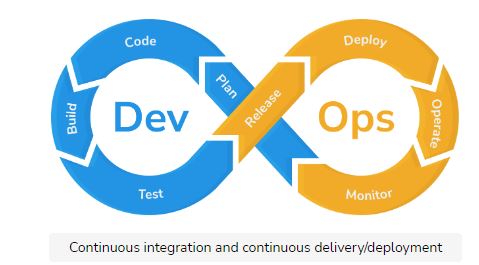 Code
Deploy
Plan
Build
Dev
Release
Ops
Operate
Test
Monitor
Continuous integration and continuous delivery/deployment